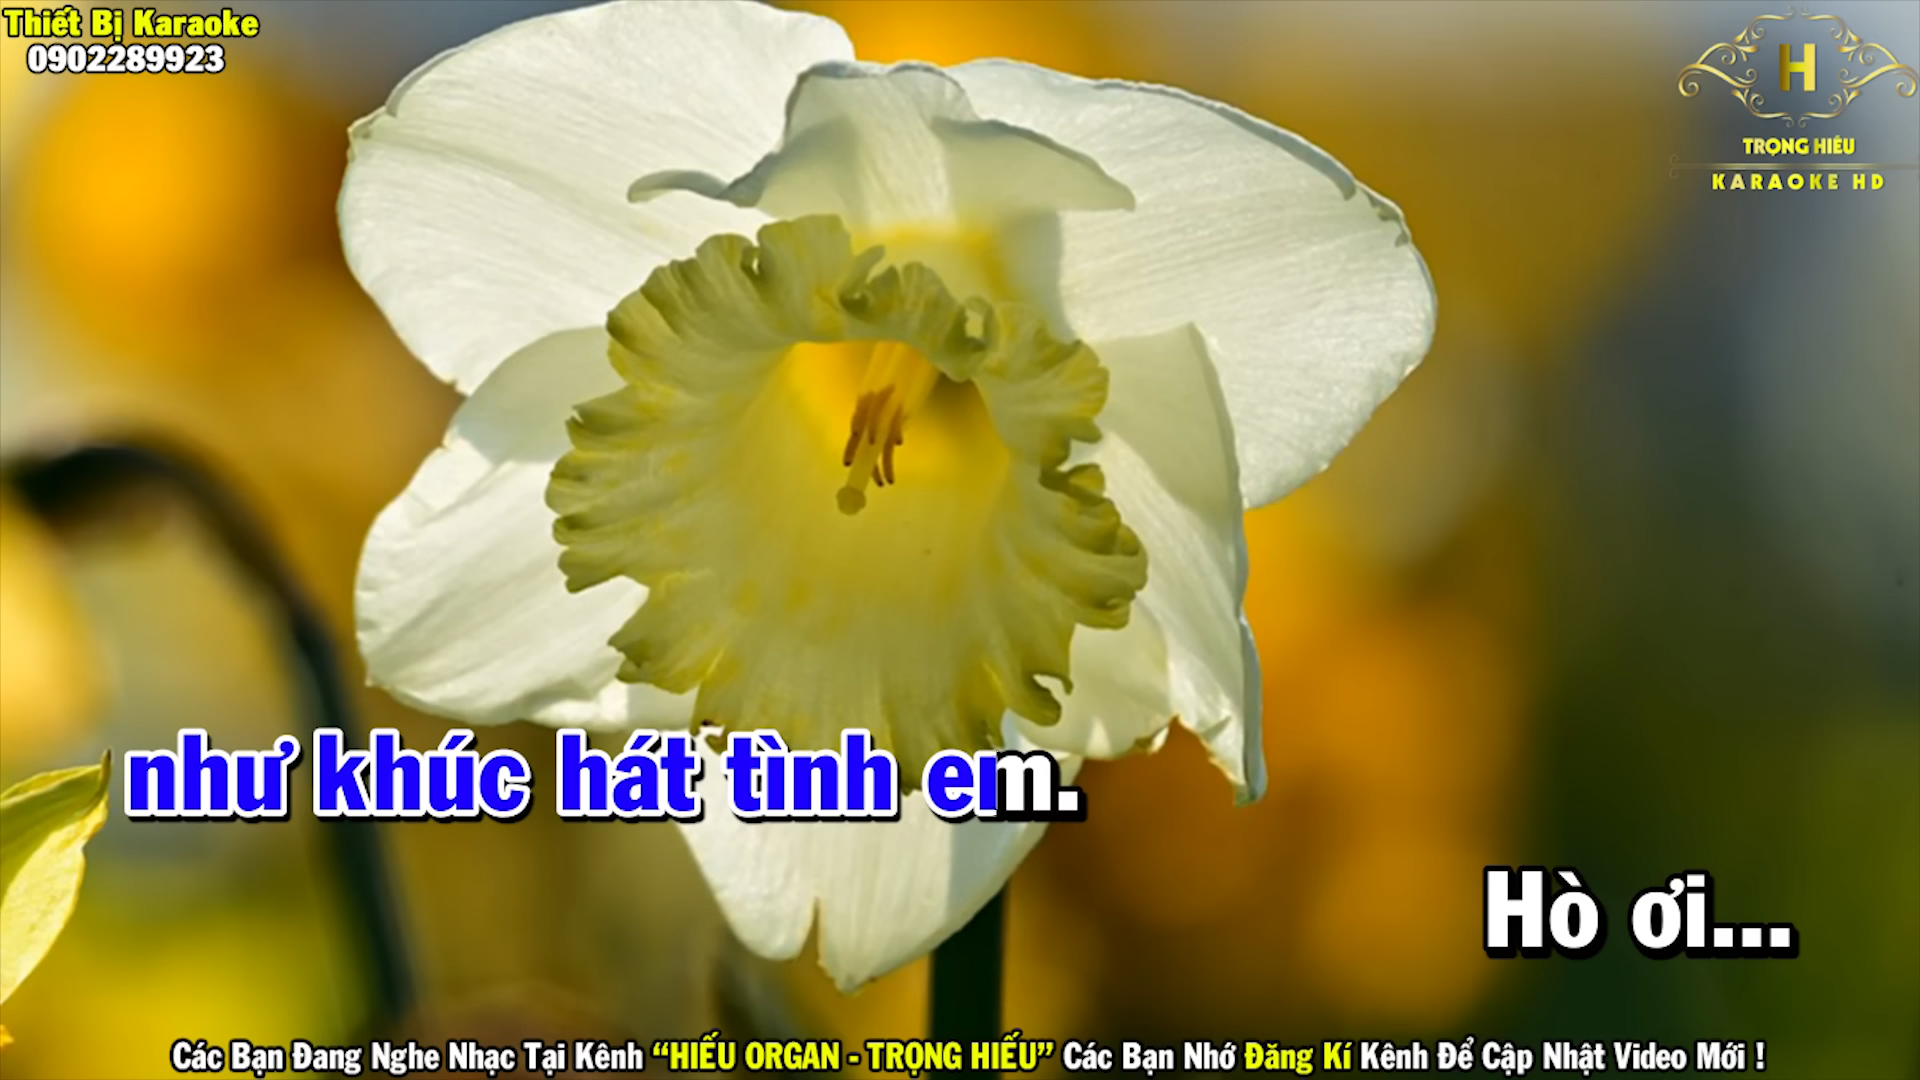 Thiết Bị Karaoke
0902289923
H
TRỌNG HIẾU
KARAOKE HD
như khúc hát tình em.
Hò ơi...
Các Bạn Đang Nghe Nhạc Tại Kênh “HIẾU ORGAN - TRỌNG HIẾU” Các Bạn Nhớ Đăng Kí Kênh Để Cập Nhật Video Mới !